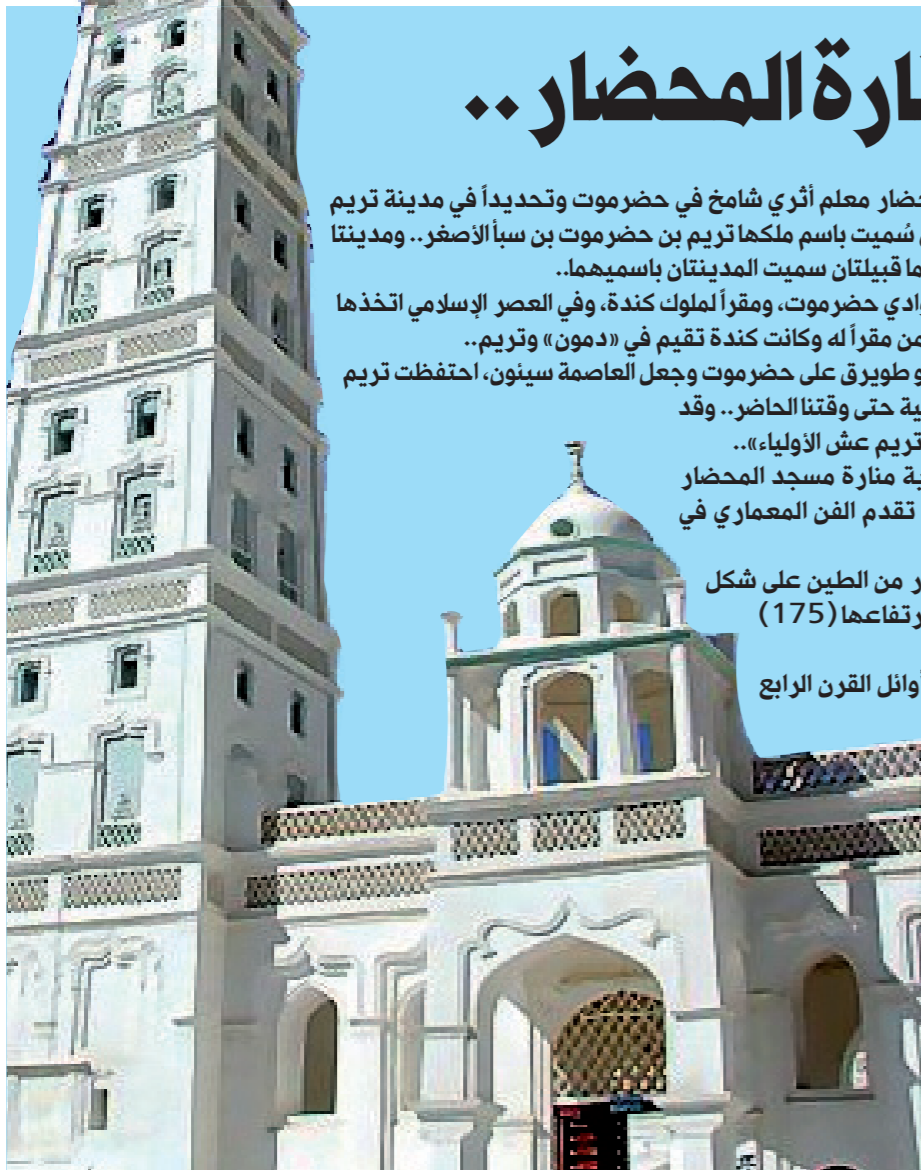 ارة المحضار ..
حضار معلم أثري شامخ في حضرموت وتحديداً في مدينة تريم
سُميت باسم ملكها تريم بن حضرموت بن سبأ الأصغر.. ومدينتا
ما قبيلتان سميت المدينتان باسميهما..
ادي حضرموت، ومقراً لملوك كندة، وفي العصر الإسلامي اتخذها
من مقراً له وكانت كندة تقيم في «دمون» وتريم..
و طويرق على حضرموت وجعل العاصمة سيئون، احتفظت تريم
ية حتى وقتنا الحاضر.. وقد
تريم عش الأولياء»..
ية منارة مسجد المحضار
تقدم الفن المعماري في
ر من الطين على شكل
رتفاعها (175)
وائل القرن الرابع